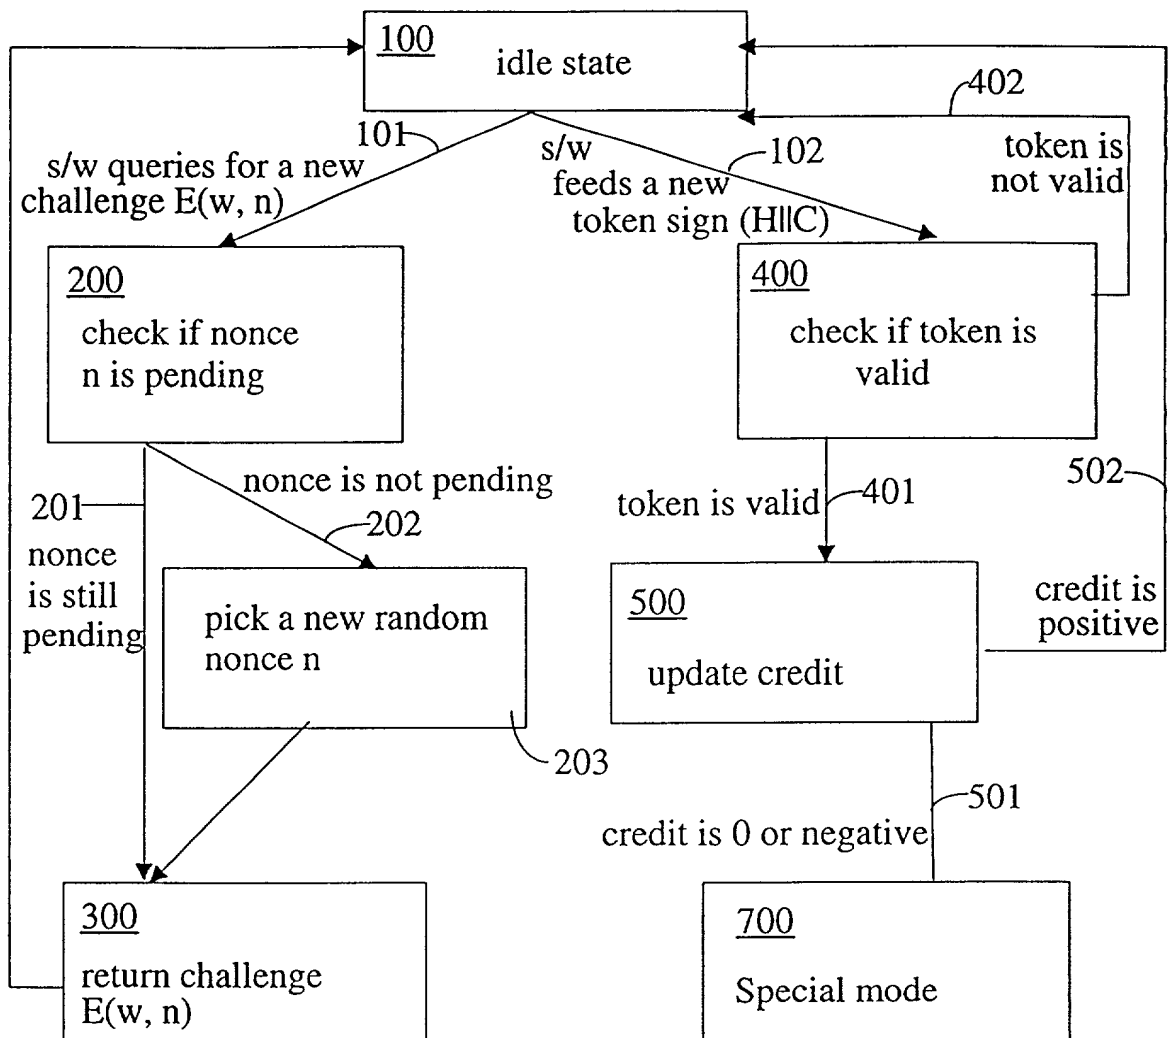 100
idle state
402
101
s/w queries for a new
challenge E(w, n)
s/w
feeds a new
token sign (H||C)
102
token is
not valid
200
check if nonce
n is pending
400
check if token is
valid
nonce is not pending
201
202
nonce
is still
pending
token is valid
401
502
pick a new random
nonce n
203
500
update credit
credit is
positive
501
credit is 0 or negative
300
return challenge
E(w, n)
700
Special mode